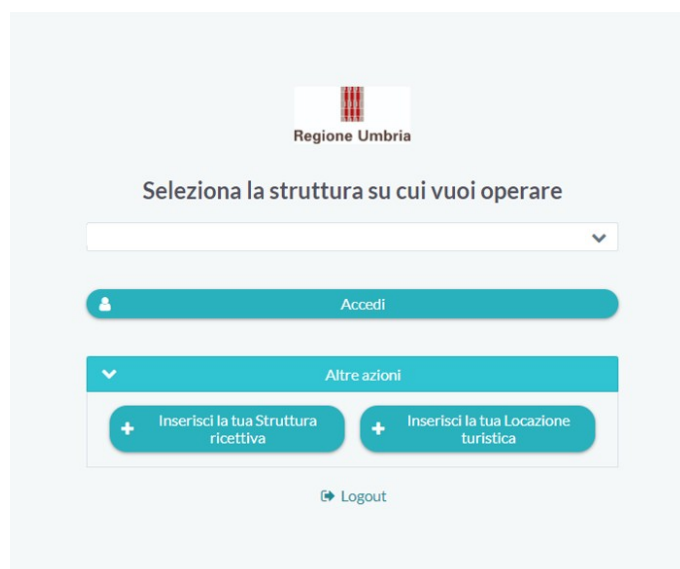 Regione Umbria
Seleziona la struttura su cui vuoi operare
Accedi
Altre azioni
Inserisci la tua Struttura
ricettiva
Inserisci la tua Locazione
turistica
Logout